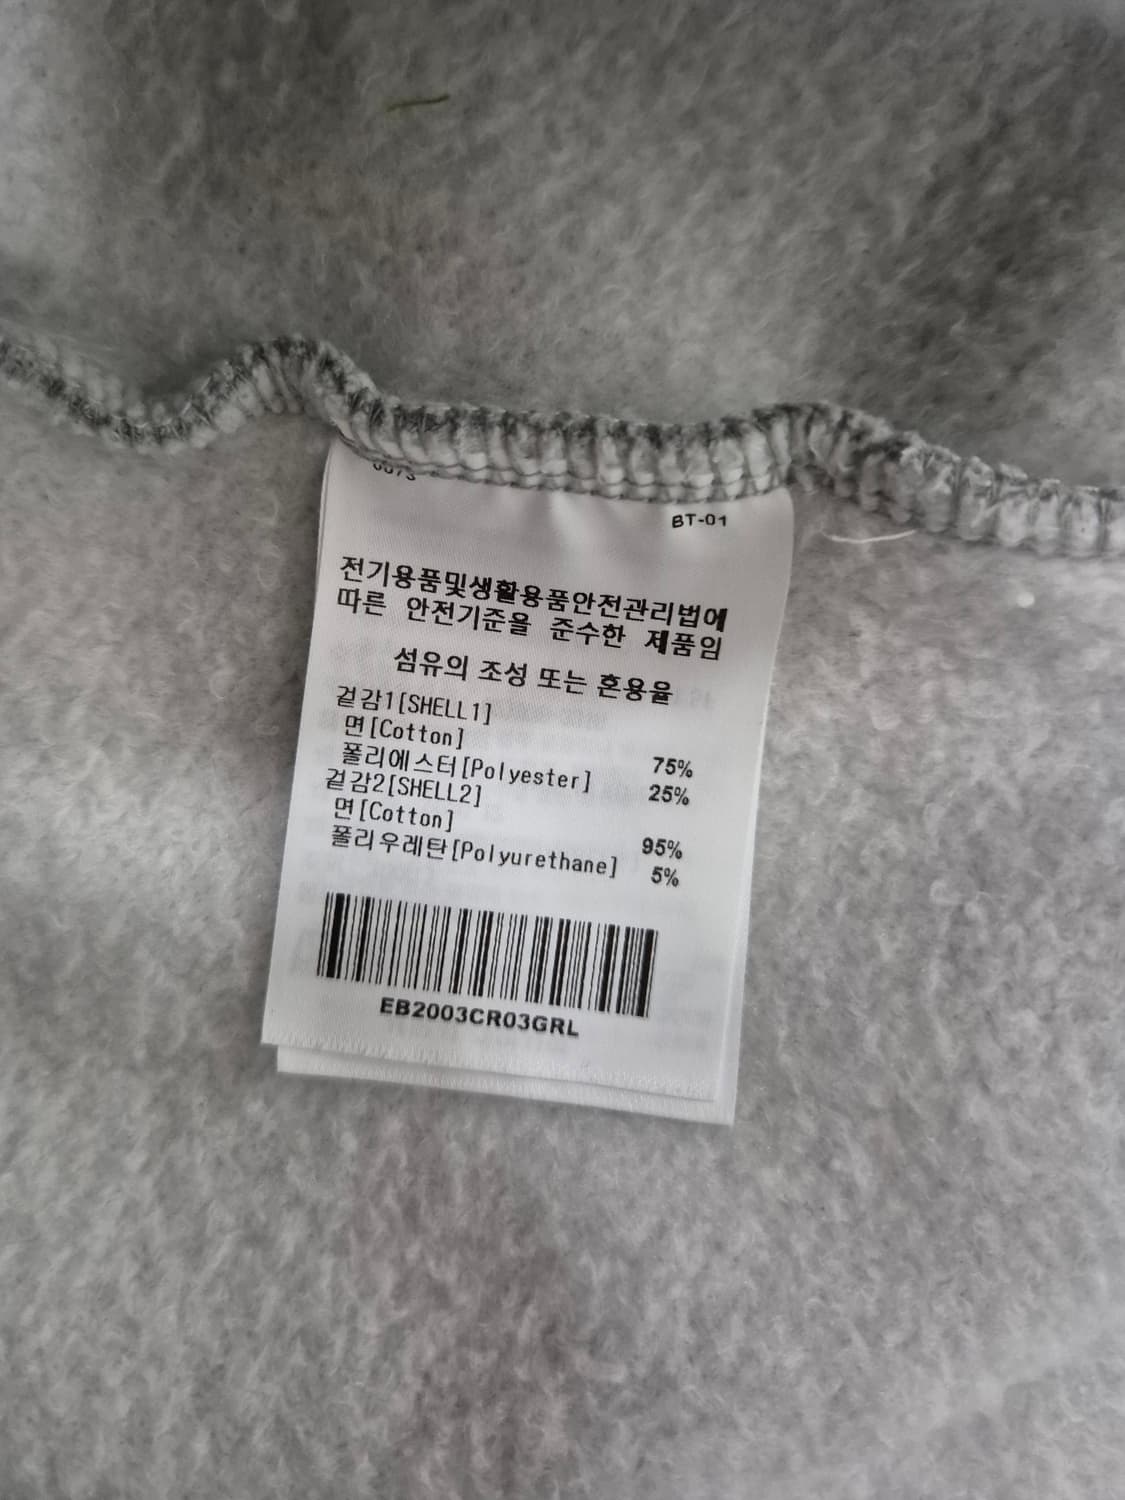 BT-01
전기용품및생활용품안전관리법에
따른 안전기준을 준수한 제품임
섬유의 조성 또는 혼용율
겉감1[SHELL1]
면[Cotton] 75%
폴리에스터[Polyester] 25%
겉감2[SHELL2]
면[Cotton] 95%
폴리우레탄[Polyurethane] 5%
EB2003CR03GRL